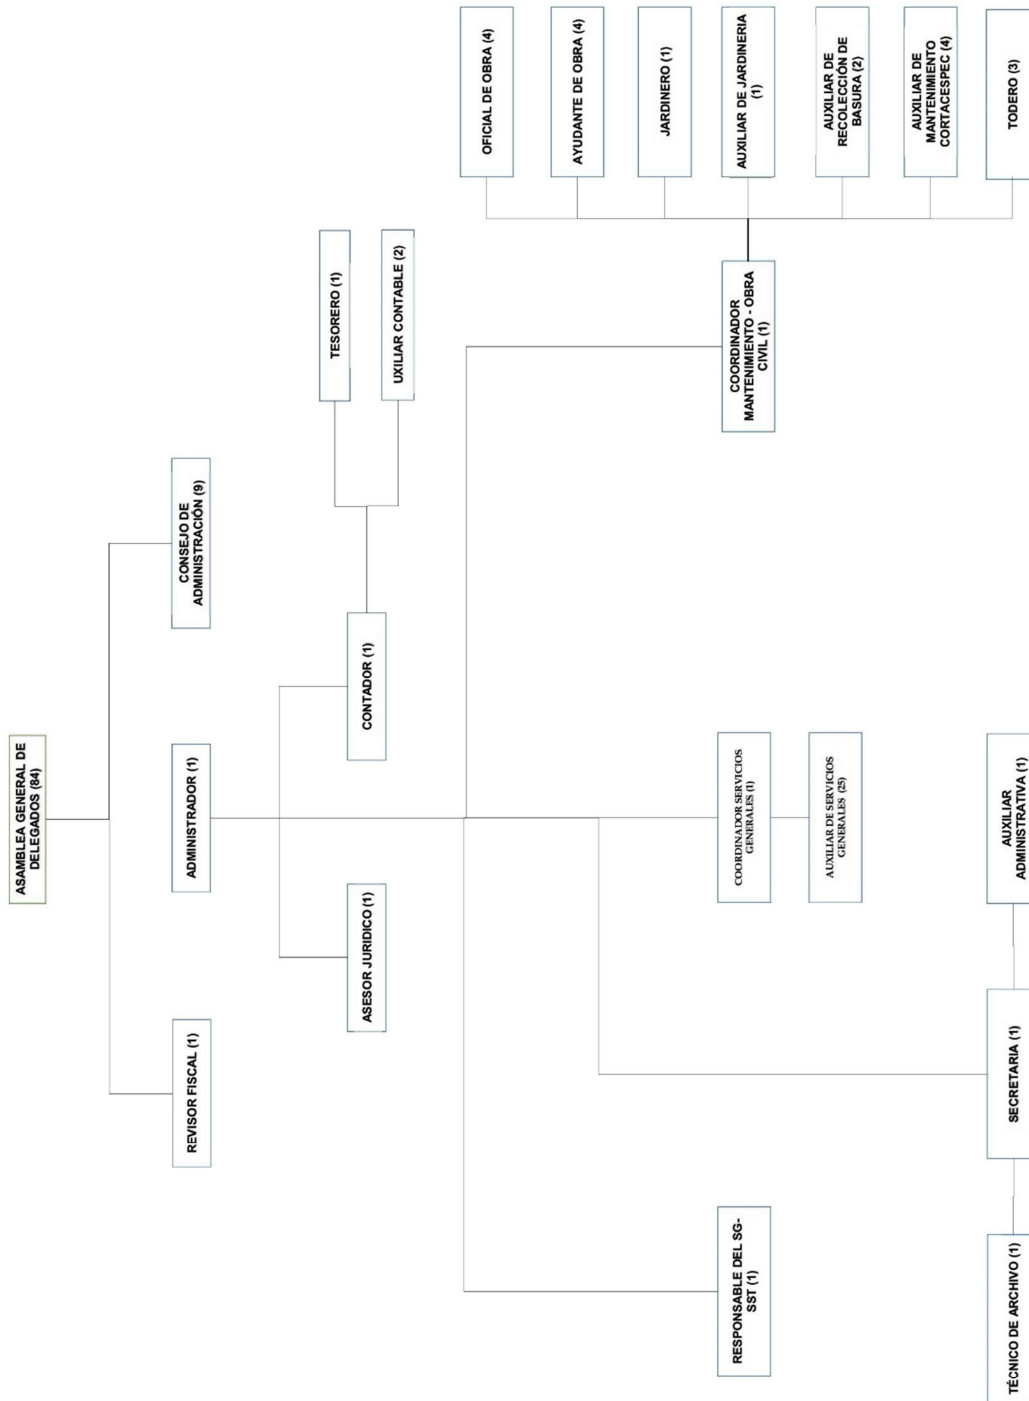 ASAMBLEA GENERAL DE
DELEGADOS (84)
REVISOR FISCAL (1)
ADMINISTRADOR (1)
CONSEJO DE
ADMINISTRACIÓN (9)
ASESOR JURIDICO (1)
CONTADOR (1)
TESORERO (1)
UXILIAR CONTABLE (2)
RESPONSABLE DEL SG-
SST (1)
COORDINADOR SERVICIOS
GENERALES (1)
AUXILIAR DE SERVICIOS
GENERALES (25)
COORDINADOR
MANTENIMIENTO - OBRA
CIVIL (1)
OFICIAL DE OBRA (4)
AYUDANTE DE OBRA (4)
JARDINERO (1)
AUXILIAR DE JARDINERIA
(1)
AUXILIAR DE
RECOLECCIÓN DE
BASURA (2)
AUXILIAR DE
MANTENIMIENTO
CORTACESPEC (4)
TODERO (3)
TÉCNICO DE ARCHIVO (1)
SECRETARIA (1)
AUXILIAR
ADMINISTRATIVA (1)